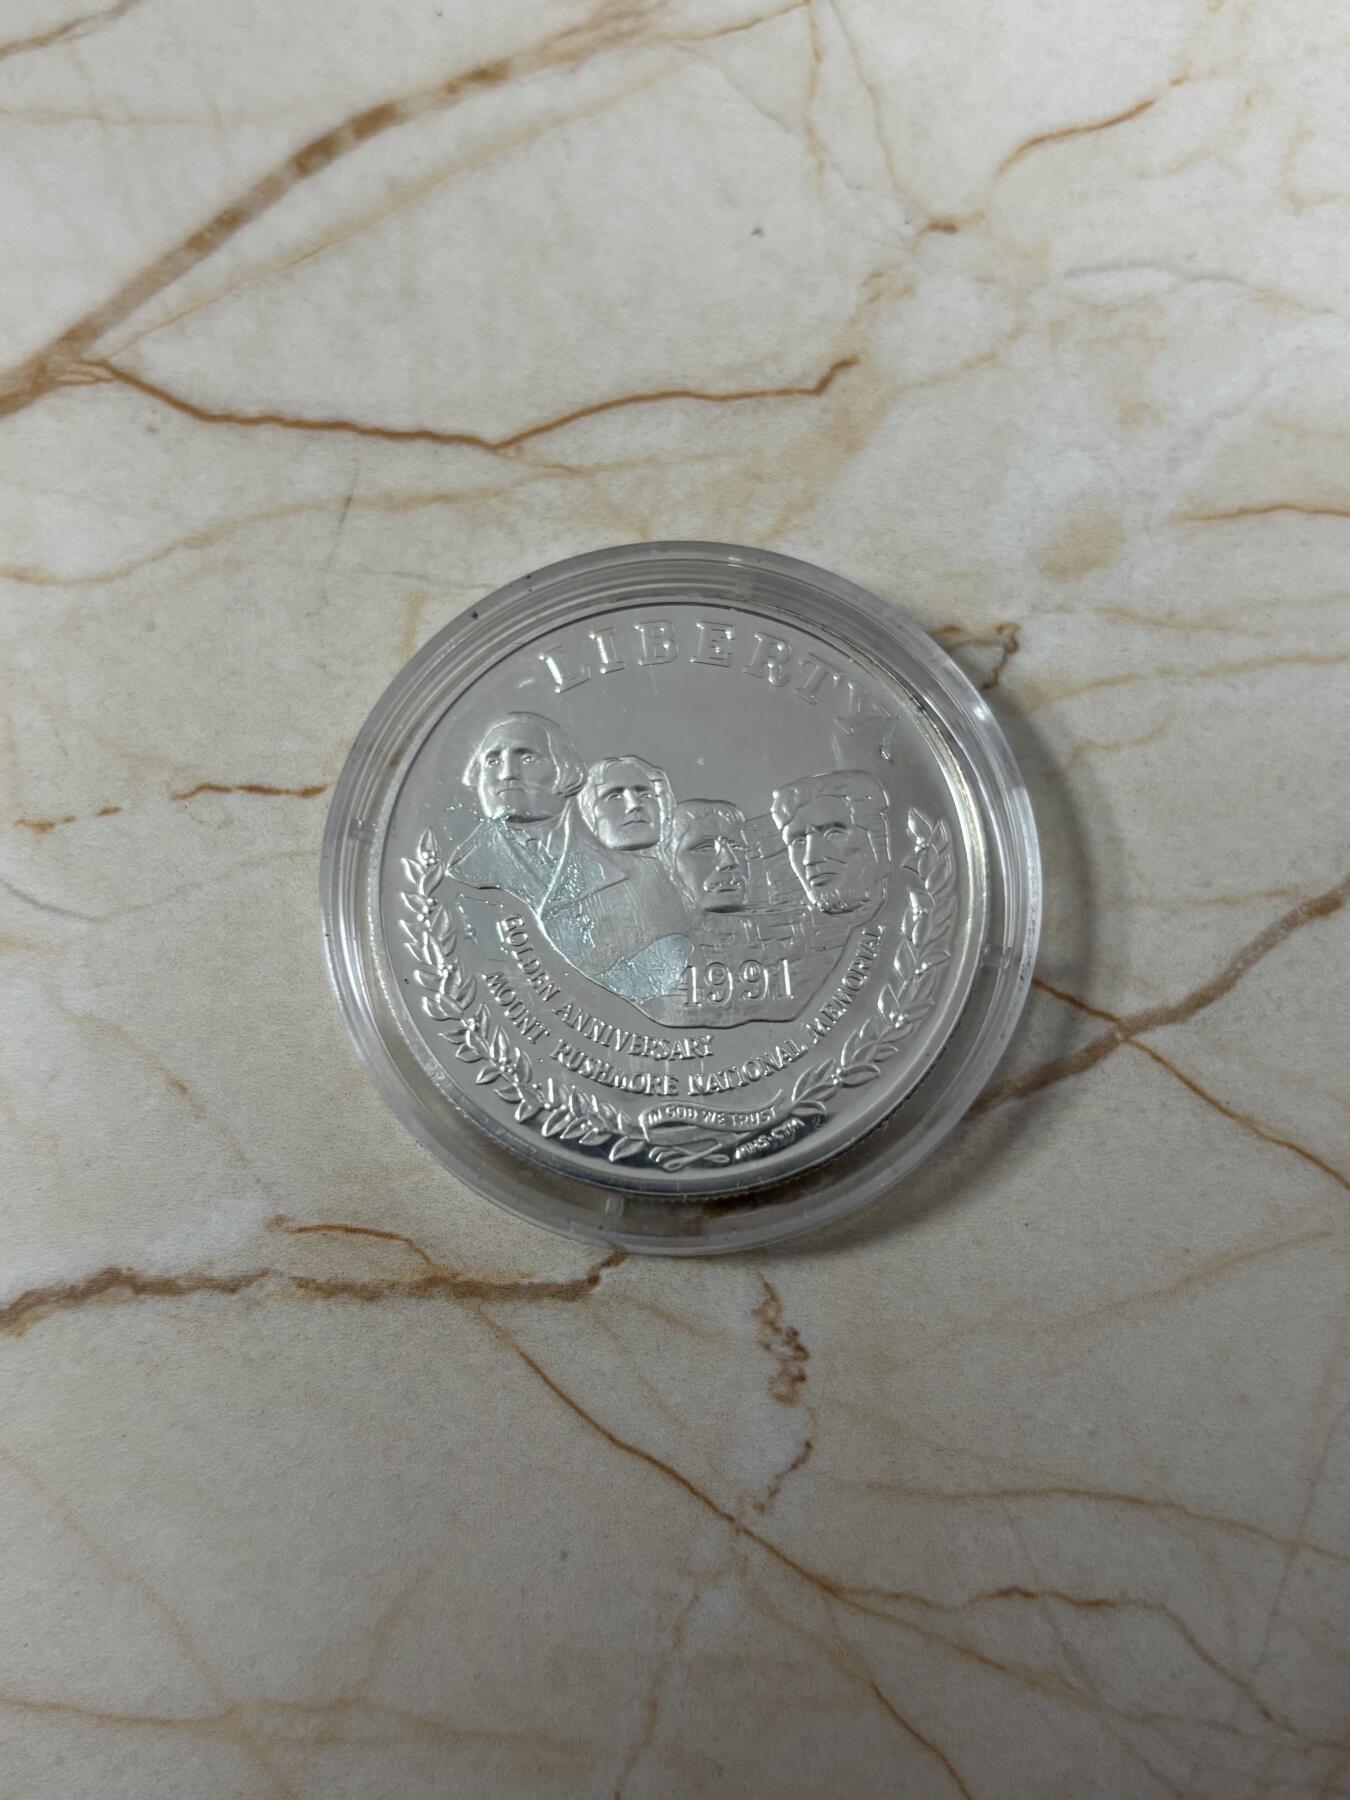 LIBERTY
1991
GOLDEN ANNIVERSARY
MOUNT RUSHMORE NATIONAL MEMORIAL
IN GOD WE TRUST